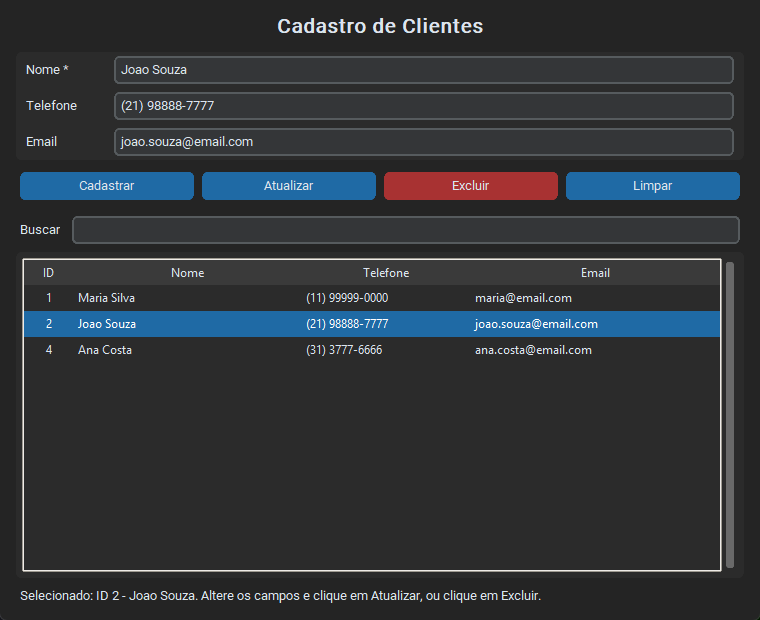 Cadastro de Clientes
Nome * Joao Souza
Telefone (21) 98888-7777
Email joao.souza@email.com
Cadastrar Atualizar Excluir Limpar
Buscar
ID Nome Telefone Email
1 Maria Silva (11) 99999-0000 maria@email.com
2 Joao Souza (21) 98888-7777 joao.souza@email.com
4 Ana Costa (31) 3777-6666 ana.costa@email.com
Selecionado: ID 2 - Joao Souza. Altere os campos e clique em Atualizar, ou clique em Excluir.